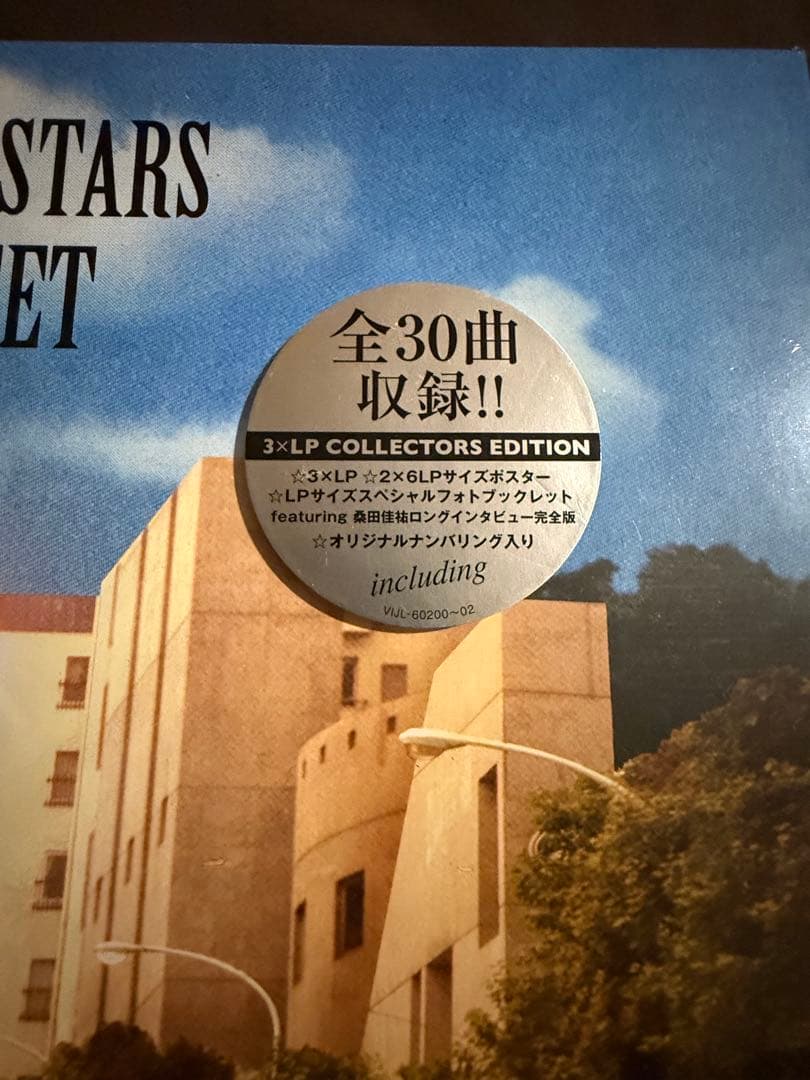 STARS
ET
全30曲
収録!!
3×LP COLLECTORS EDITION
☆3×LP ☆2×6LPサイズポスター
☆LPサイズスペシャルフォトブックレット
featuring 桑田佳祐ロングインタビュー完全版
☆オリジナルナンバリング入り
including
VIJL-60200~02